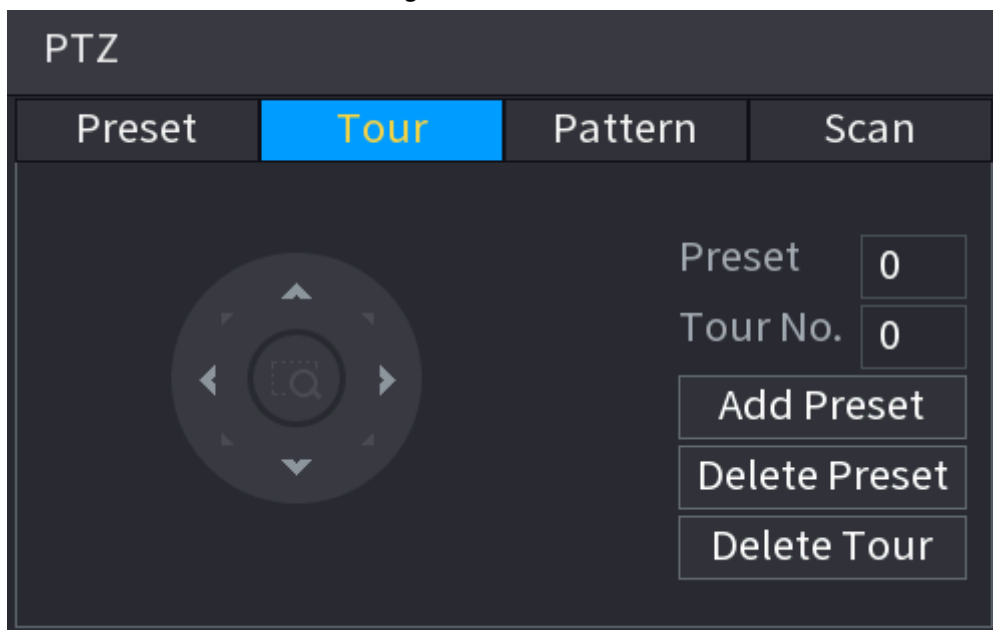 PTZ
Preset Tour Pattern Scan
Preset 0
Tour No. 0
Add Preset
Delete Preset
Delete Tour